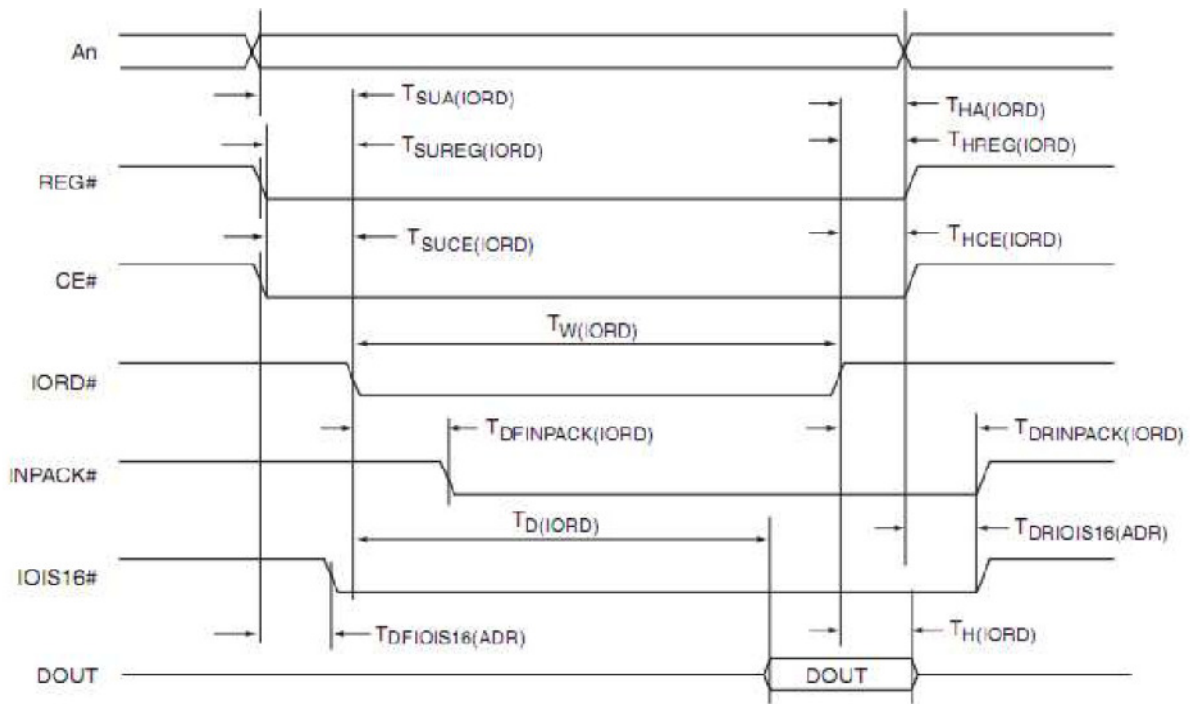 An
TSUA(IORD)
THA(IORD)
TSUREG(IORD)
THREG(IORD)
REG#
TSUCE(IORD)
THCE(IORD)
CE#
TW(IORD)
IORD#
TDFINPACK(IORD)
TDRINPACK(IORD)
INPACK#
TD(IORD)
TDRIOIS16(ADR)
IOIS16#
TDFIOIS16(ADR)
TH(IORD)
DOUT
DOUT